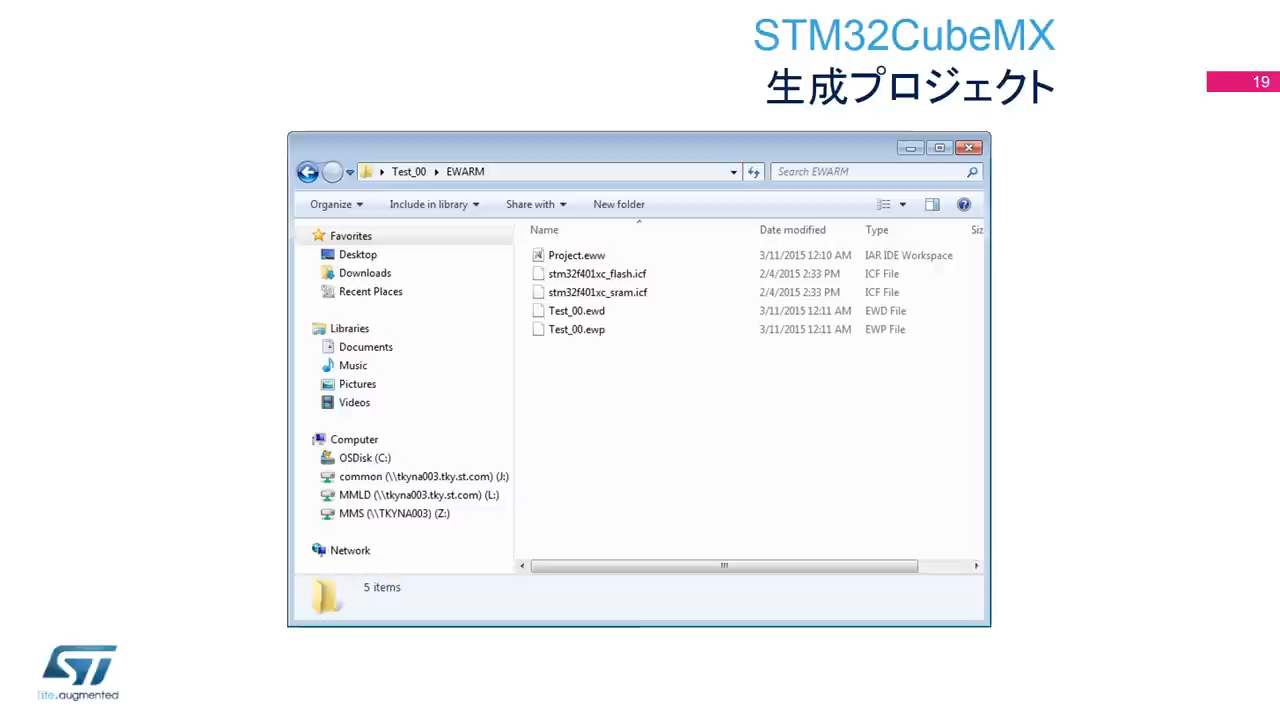 STM32CubeMX
生成プロジェクト
19
Test_00 EWARM
Search EWARM
Organize Include in library Share with New folder
Name Date modified Type Siz
Favorites
Desktop
Downloads
Recent Places
Libraries
Documents
Music
Pictures
Videos
Computer
OSDisk (C:)
common (\\tkyna003.tky.st.com) (J:)
MMLD (\\tkyna003.tky.st.com) (L:)
MMS (\\TKYNA003) (Z:)
Network
Project.eww 3/11/2015 12:10 AM IAR IDE Workspace
stm32f401xc_flash.icf 2/4/2015 2:33 PM ICF File
stm32f401xc_sram.icf 2/4/2015 2:33 PM ICF File
Test_00.ewd 3/11/2015 12:11 AM EWD File
Test_00.ewp 3/11/2015 12:11 AM EWP File
5 items
ST
life.augmented